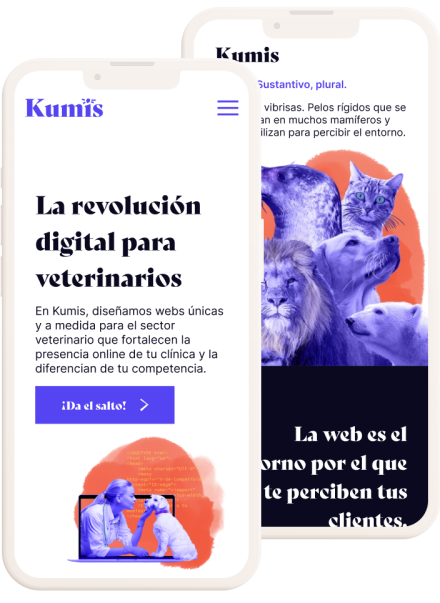 Kumis
La revolución
digital para
veterinarios
En Kumis, diseñamos webs únicas
y a medida para el sector
veterinario que fortalecen la
presencia online de tu clínica y la
diferencian de tu competencia.
¡Da el salto!
Kumis
Sustantivo, plural.
vibrisas. Pelos rígidos que se
an en muchos mamíferos y
ilizan para percibir el entorno.
La web es el
orno por el que
te perciben tus
clientes.